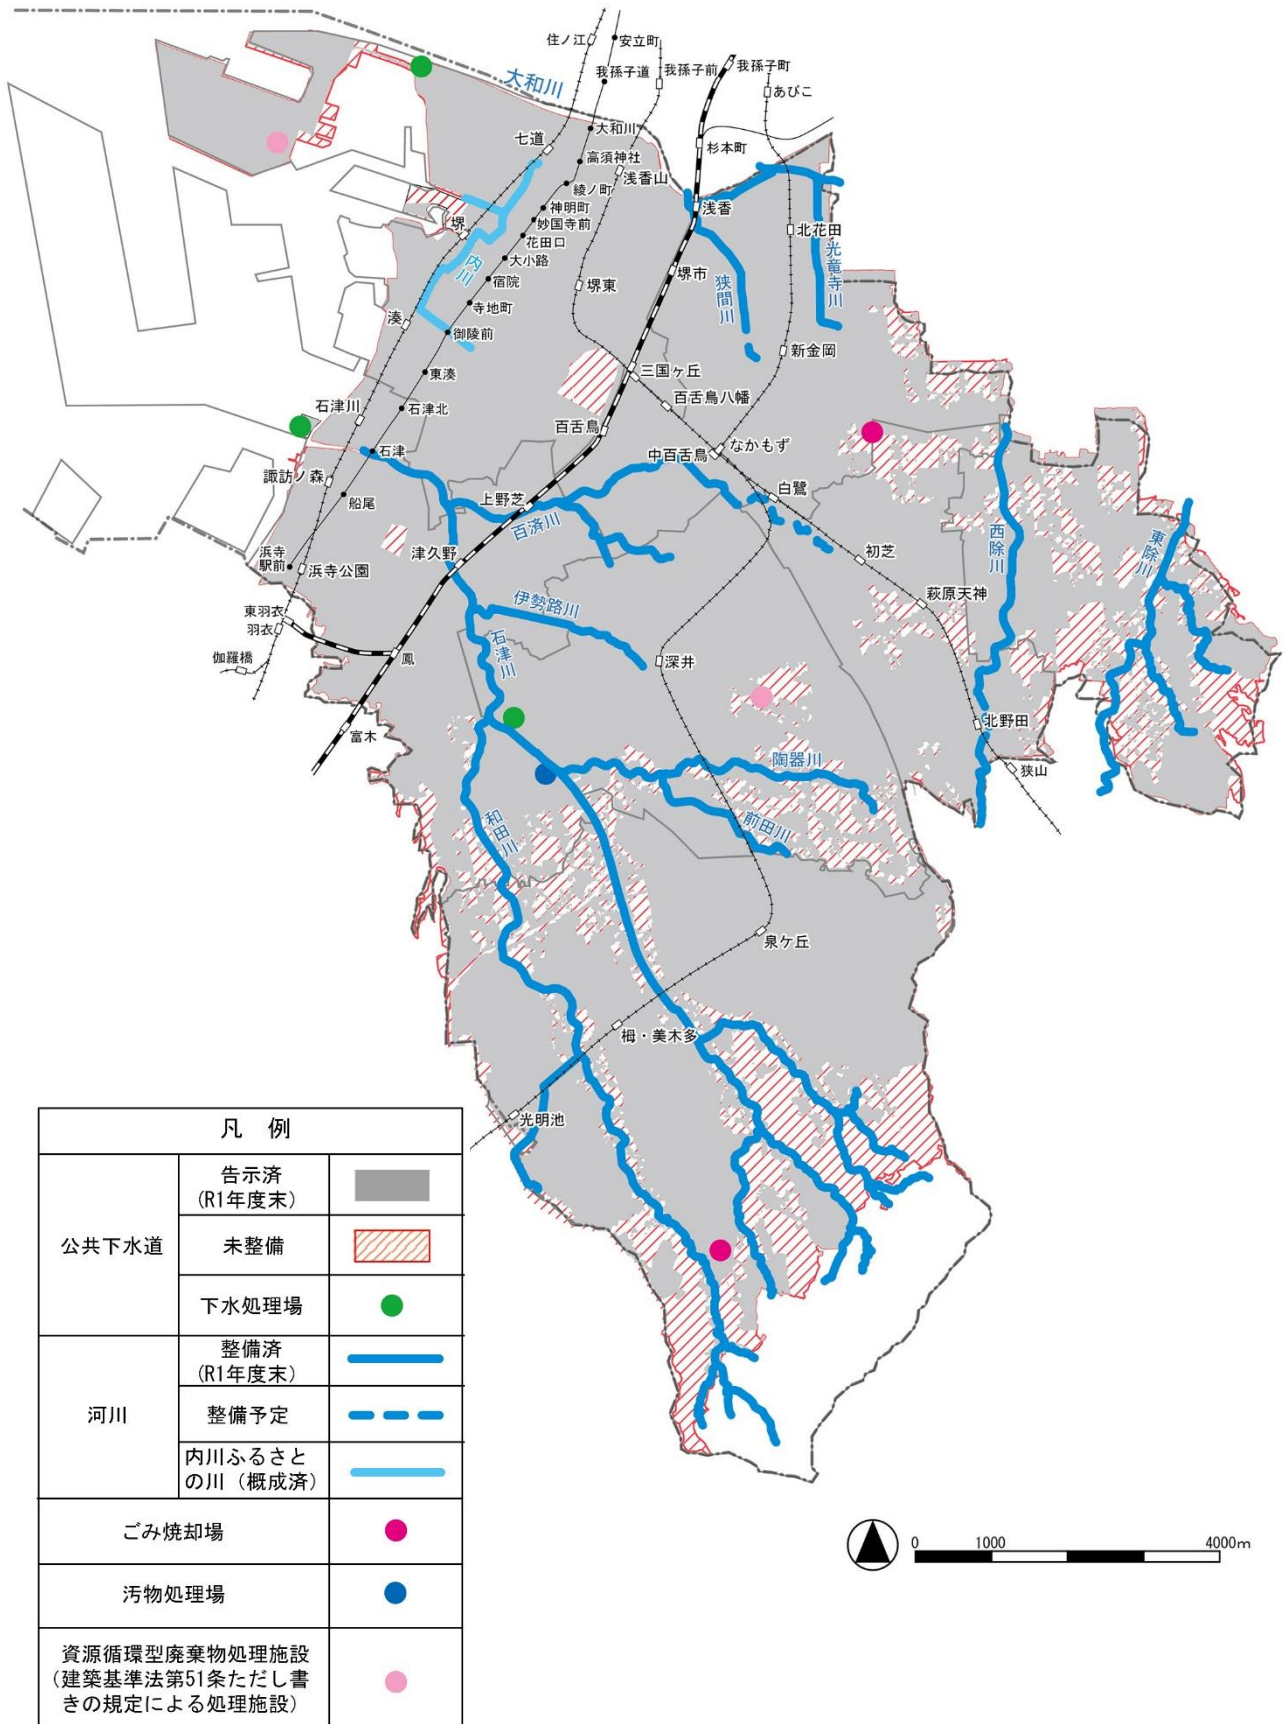 住ノ江
安立町
我孫子道
我孫子前
我孫子町
あびこ
大和川
七道
大和川
高須神社
浅香山
杉本町
綾ノ町
神明町
妙国寺前
浅香
堺
花田口
北花田
大小路
光竜寺川
内川
宿院
堺東
堺市
狭間川
寺地町
湊
御陵前
新金岡
東湊
三国ヶ丘
百舌鳥八幡
石津川
石津北
百舌鳥
なかもず
石津
中百舌鳥
諏訪ノ森
船尾
上野芝
白鷺
百済川
西除川
東除川
津久野
初芝
浜寺
駅前
浜寺公園
伊勢路川
萩原天神
東羽衣
羽衣
石津川
伽羅橋
鳳
深井
富木
北野田
陶器川
狭山
和田川
前田川
泉ケ丘
栂・美木多
光明池
凡 例
公共下水道
告示済
(R1年度末)
未整備
下水処理場
河川
整備済
(R1年度末)
整備予定
内川ふるさと
の川（概成済）
ごみ焼却場
汚物処理場
資源循環型廃棄物処理施設
(建築基準法第51条ただし書
きの規定による処理施設)
0 1000 4000m